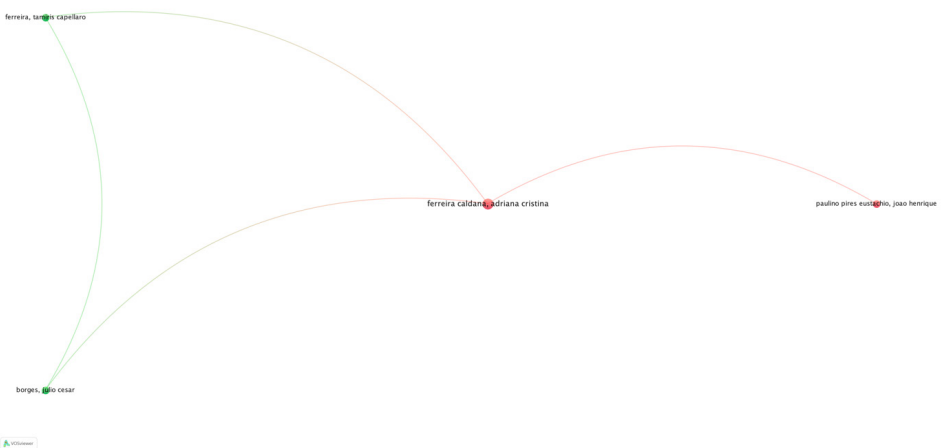 ferreira, tamiris capellaro
ferreira caldana, adriana cristina
paulino pires eustachio, joao henrique
borges, julio cesar
VOSviewer